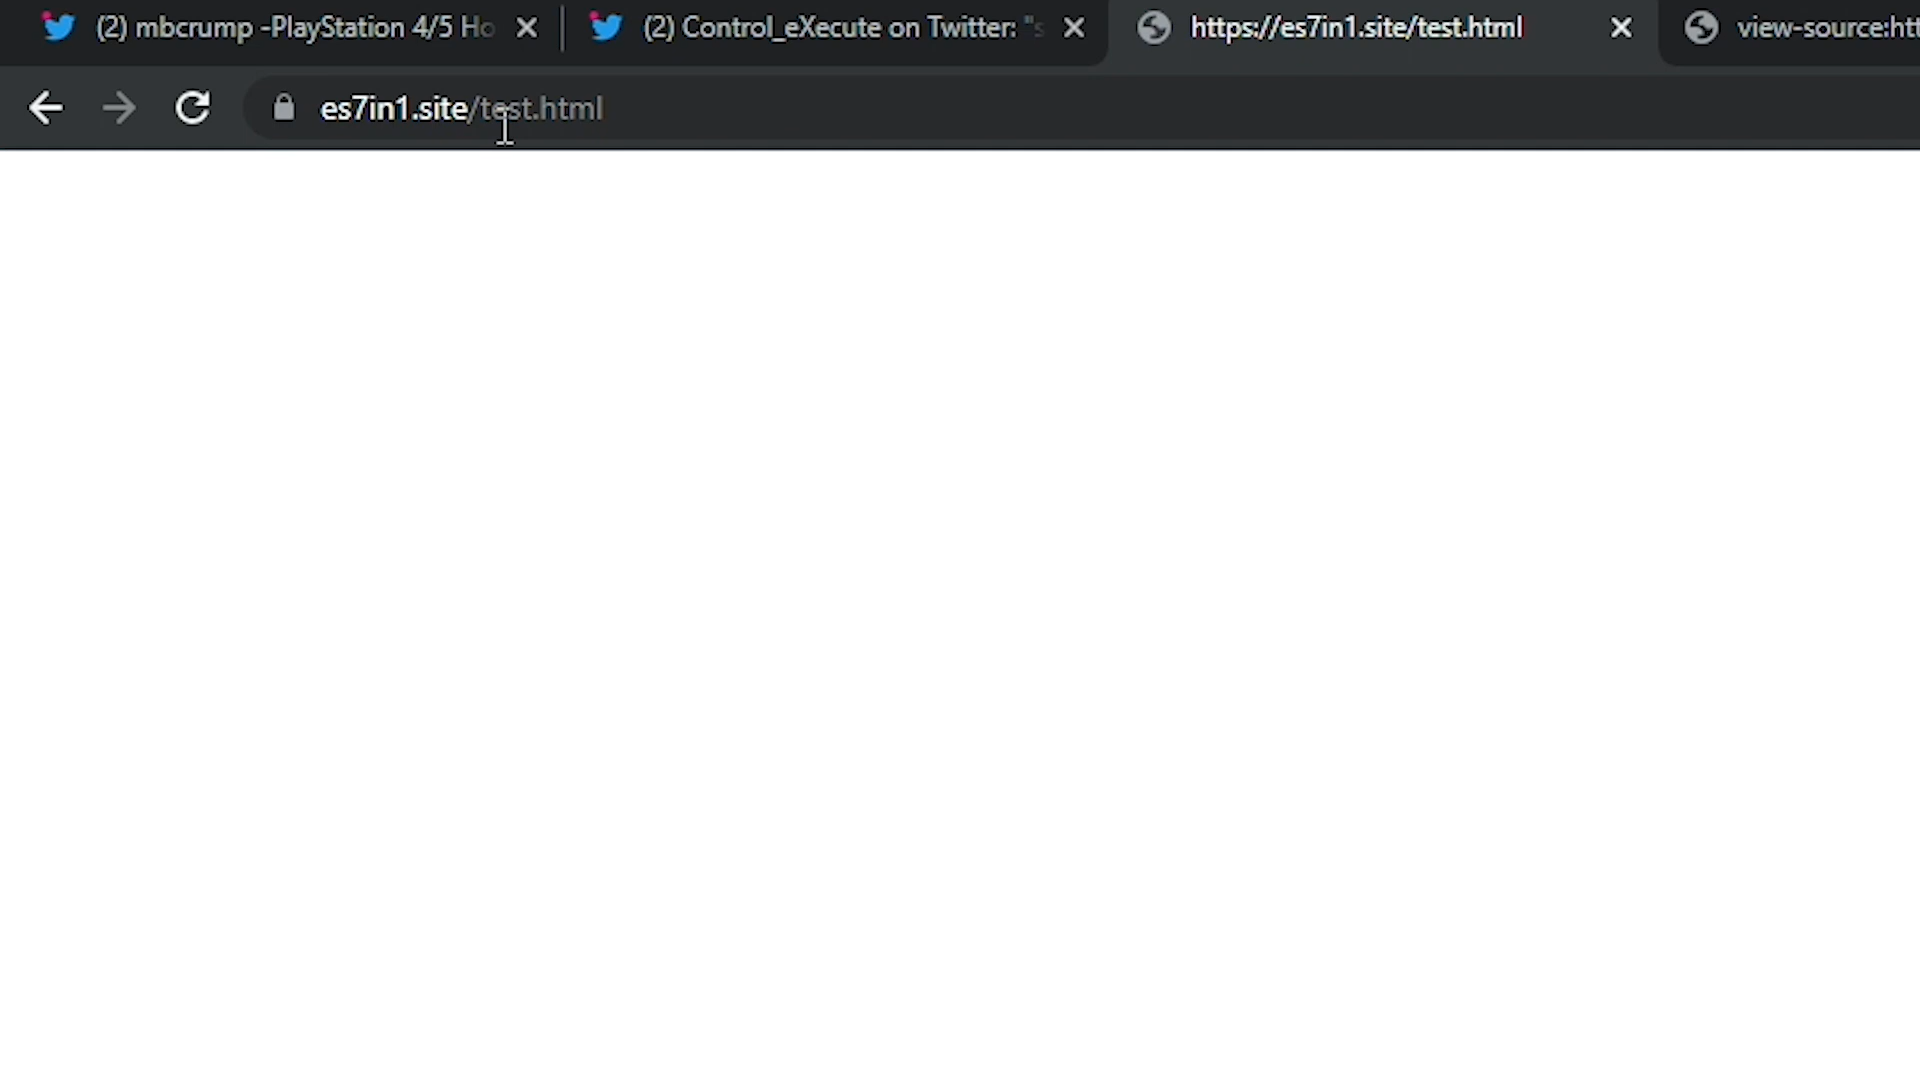 (2) mbcrump -PlayStation 4/5 Ho
(2) Control_eXecute on Twitter: "s
https://es7in1.site/test.html
view-source:htt
es7in1.site/test.html